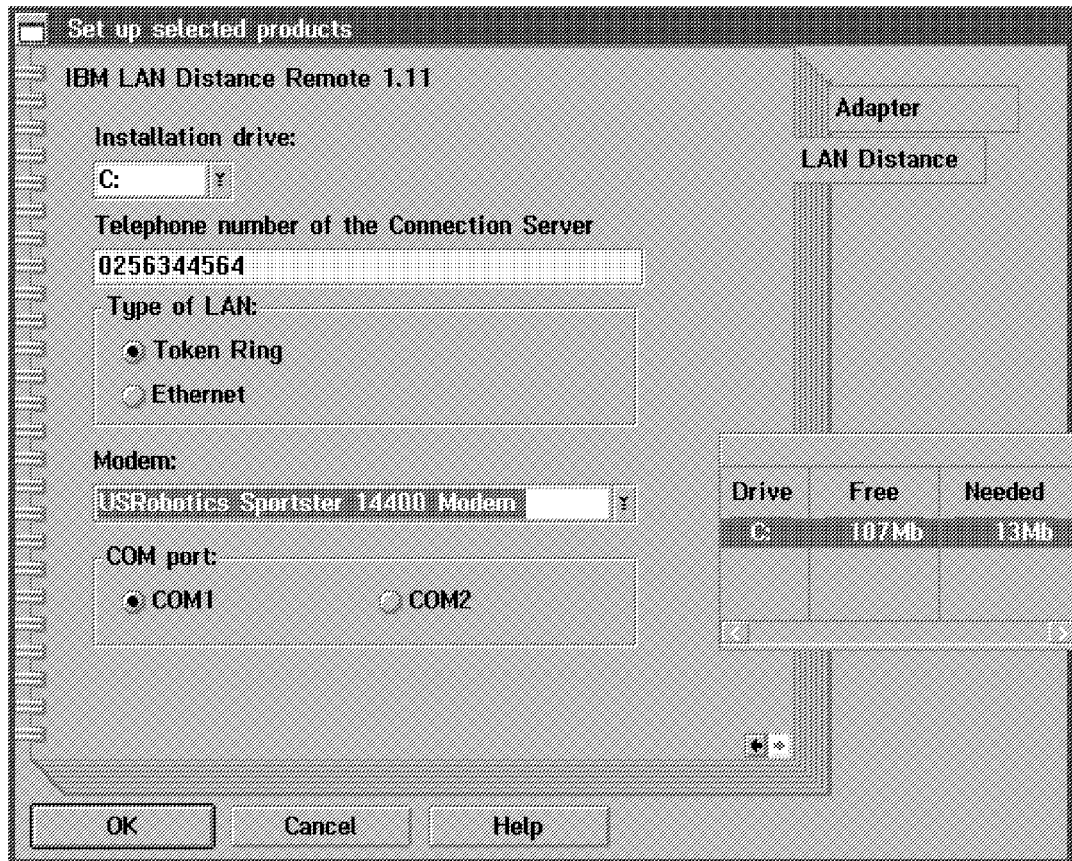 Set up selected products
IBM LAN Distance Remote 1.11
Adapter
LAN Distance
Installation drive:
C:
Telephone number of the Connection Server
0256344564
Type of LAN:
Token Ring
Ethernet
Modem:
USRobotics Sportster 14400 Modem
COM port:
COM1 COM2
Drive Free Needed
C: 107Mb 13Mb
OK Cancel Help